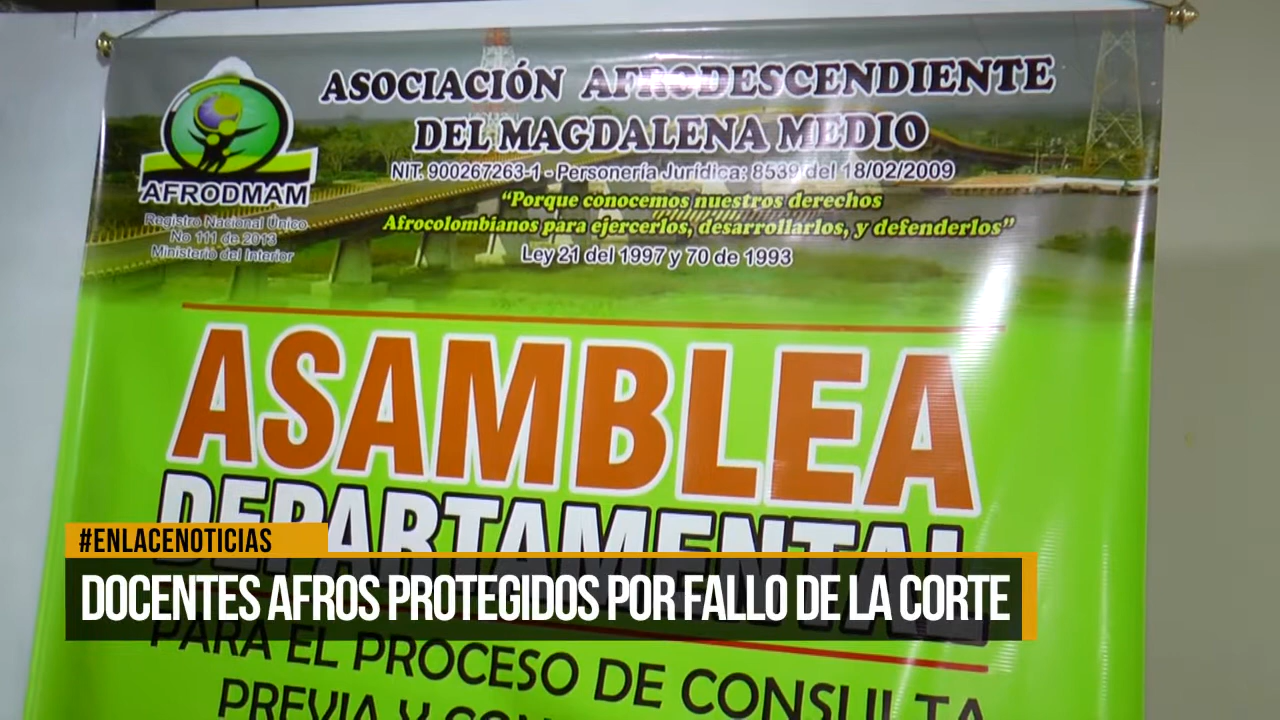 ASOCIACIÓN AFRODESCENDIENTE
DEL MAGDALENA MEDIO
NIT. 900267263-1 - Personería Jurídica: 8539 del 18/02/2009
"Porque conocemos nuestros derechos
Afrocolombianos para ejercerlos, desarrollarlos, y defenderlos"
Ley 21 del 1997 y 70 de 1993
AFRODMAM
Registro Nacional Único
No 111 de 2013
Ministerio del Interior
ASAMBLEA
DEPARTAMENTAL
#ENLACENOTICIAS
DOCENTES AFROS PROTEGIDOS POR FALLO DE LA CORTE
PARA EL PROCESO DE CONSULTA
PREVIA Y